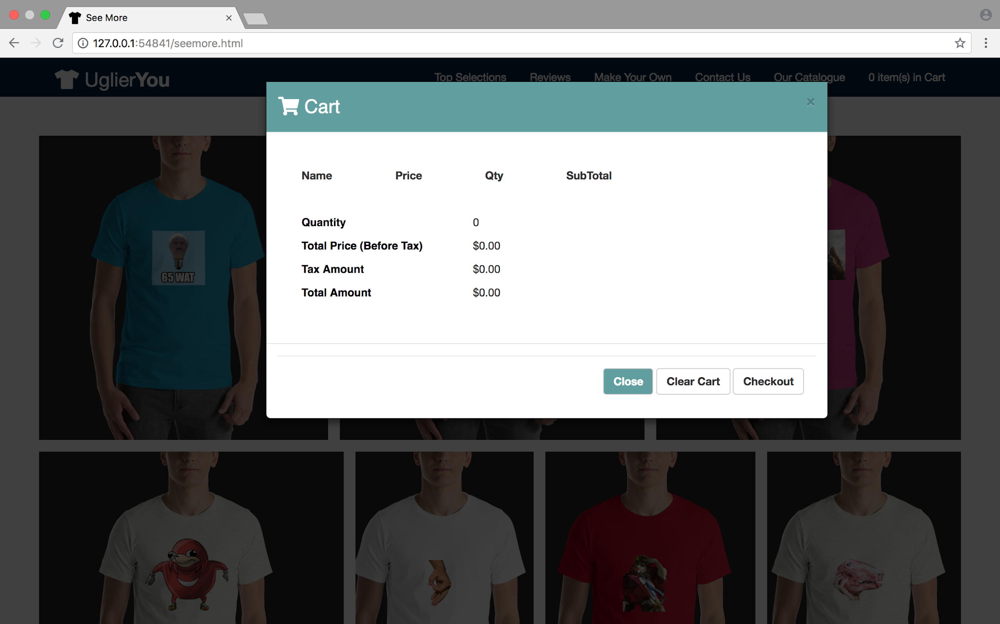 See More
127.0.0.1:54841/seemore.html
UglierYou
Top Selections Reviews Make Your Own Contact Us Our Catalogue 0 item(s) in Cart
Cart
Name Price Qty SubTotal
Quantity 0
Total Price (Before Tax) $0.00
Tax Amount $0.00
Total Amount $0.00
Close Clear Cart Checkout
65 WAT